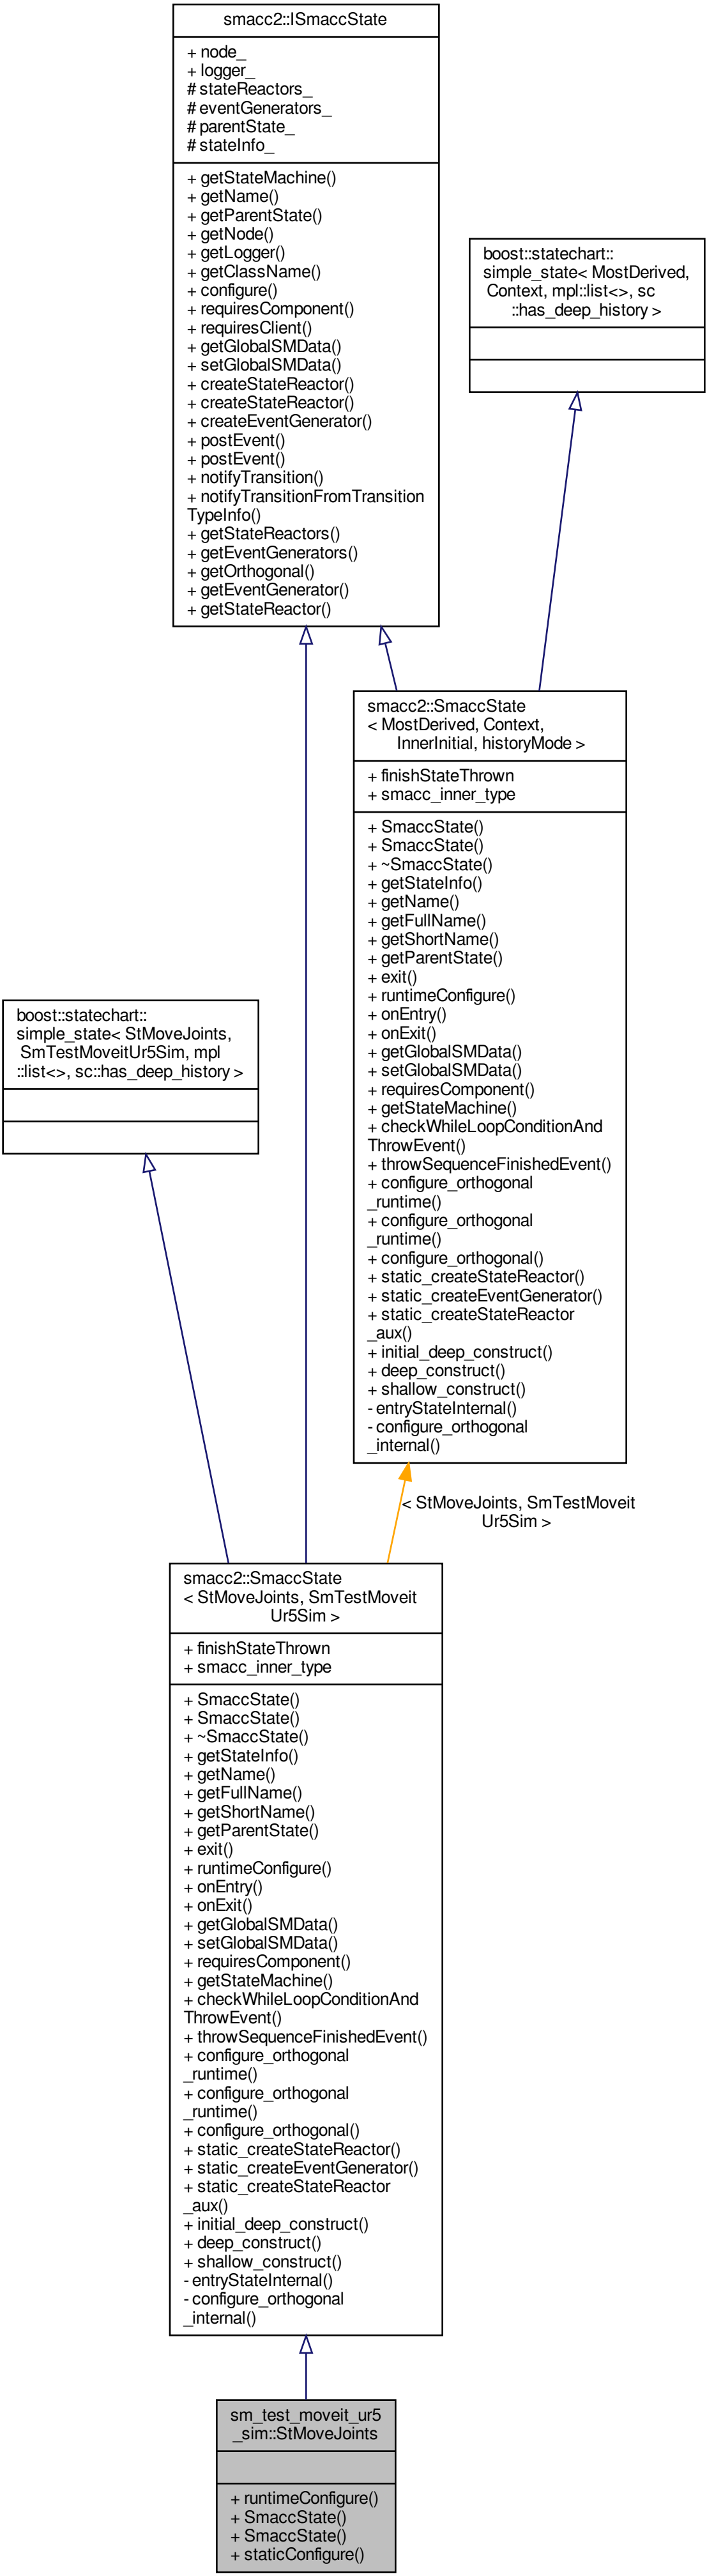 smacc2::ISmaccState
+ node_
+ logger_
# stateReactors_
# eventGenerators_
# parentState_
# stateInfo_
+ getStateMachine()
+ getName()
+ getParentState()
+ getNode()
+ getLogger()
+ getClassName()
+ configure()
+ requiresComponent()
+ requiresClient()
+ getGlobalSMData()
+ setGlobalSMData()
+ createStateReactor()
+ createStateReactor()
+ createEventGenerator()
+ postEvent()
+ postEvent()
+ notifyTransition()
+ notifyTransitionFromTransition
TypeInfo()
+ getStateReactors()
+ getEventGenerators()
+ getOrthogonal()
+ getEventGenerator()
+ getStateReactor()
boost::statechart::
simple_state< MostDerived,
Context, mpl::list<>, sc
::has_deep_history >
smacc2::SmaccState
< MostDerived, Context,
InnerInitial, historyMode >
+ finishStateThrown
+ smacc_inner_type
+ SmaccState()
+ SmaccState()
+ ~SmaccState()
+ getStateInfo()
+ getName()
+ getFullName()
+ getShortName()
+ getParentState()
+ exit()
+ runtimeConfigure()
+ onEntry()
+ onExit()
+ getGlobalSMData()
+ setGlobalSMData()
+ requiresComponent()
+ getStateMachine()
+ checkWhileLoopConditionAnd
ThrowEvent()
+ throwSequenceFinishedEvent()
+ configure_orthogonal
_runtime()
+ configure_orthogonal
_runtime()
+ configure_orthogonal()
+ static_createStateReactor()
+ static_createEventGenerator()
+ static_createStateReactor
_aux()
+ initial_deep_construct()
+ deep_construct()
+ shallow_construct()
- entryStateInternal()
- configure_orthogonal
_internal()
boost::statechart::
simple_state< StMoveJoints,
SmTestMoveitUr5Sim, mpl
::list<>, sc::has_deep_history >
< StMoveJoints, SmTestMoveit
Ur5Sim >
smacc2::SmaccState
< StMoveJoints, SmTestMoveit
Ur5Sim >
+ finishStateThrown
+ smacc_inner_type
+ SmaccState()
+ SmaccState()
+ ~SmaccState()
+ getStateInfo()
+ getName()
+ getFullName()
+ getShortName()
+ getParentState()
+ exit()
+ runtimeConfigure()
+ onEntry()
+ onExit()
+ getGlobalSMData()
+ setGlobalSMData()
+ requiresComponent()
+ getStateMachine()
+ checkWhileLoopConditionAnd
ThrowEvent()
+ throwSequenceFinishedEvent()
+ configure_orthogonal
_runtime()
+ configure_orthogonal
_runtime()
+ configure_orthogonal()
+ static_createStateReactor()
+ static_createEventGenerator()
+ static_createStateReactor
_aux()
+ initial_deep_construct()
+ deep_construct()
+ shallow_construct()
- entryStateInternal()
- configure_orthogonal
_internal()
sm_test_moveit_ur5
_sim::StMoveJoints
+ runtimeConfigure()
+ SmaccState()
+ SmaccState()
+ staticConfigure()